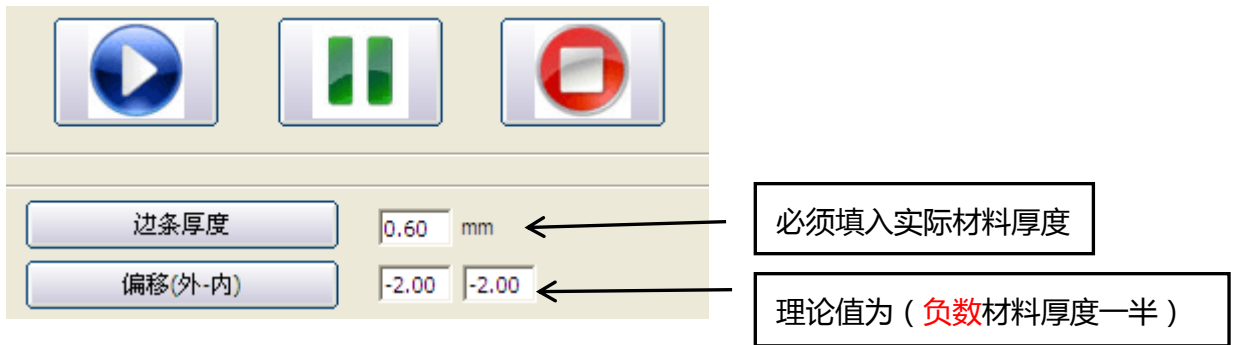 边条厚度 0.60 mm
必须填入实际材料厚度
偏移(外-内) -2.00 -2.00
理论值为（负数材料厚度一半）